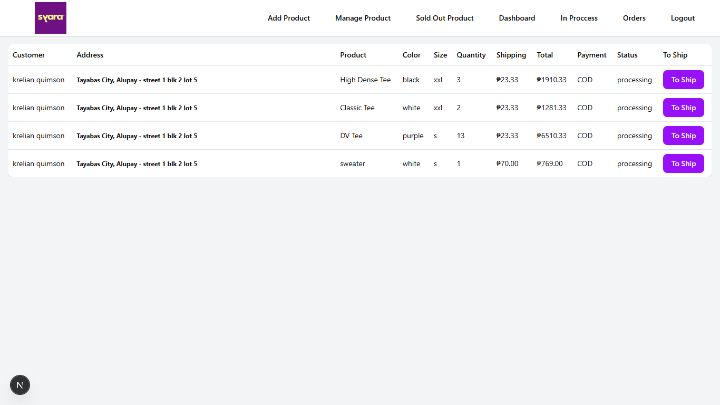 syara Add Product Manage Product Sold Out Product Dashboard In Proccess Orders Logout
Customer Address Product Color Size Quantity Shipping Total Payment Status To Ship
krelian quimson Tayabas City, Alupay - street 1 blk 2 lot 5 High Dense Tee black xxl 3 ₱23.33 ₱1910.33 COD processing To Ship
krelian quimson Tayabas City, Alupay - street 1 blk 2 lot 5 Classic Tee white xxl 2 ₱23.33 ₱1281.33 COD processing To Ship
krelian quimson Tayabas City, Alupay - street 1 blk 2 lot 5 DV Tee purple s 13 ₱23.33 ₱6510.33 COD processing To Ship
krelian quimson Tayabas City, Alupay - street 1 blk 2 lot 5 sweater white s 1 ₱70.00 ₱769.00 COD processing To Ship
N